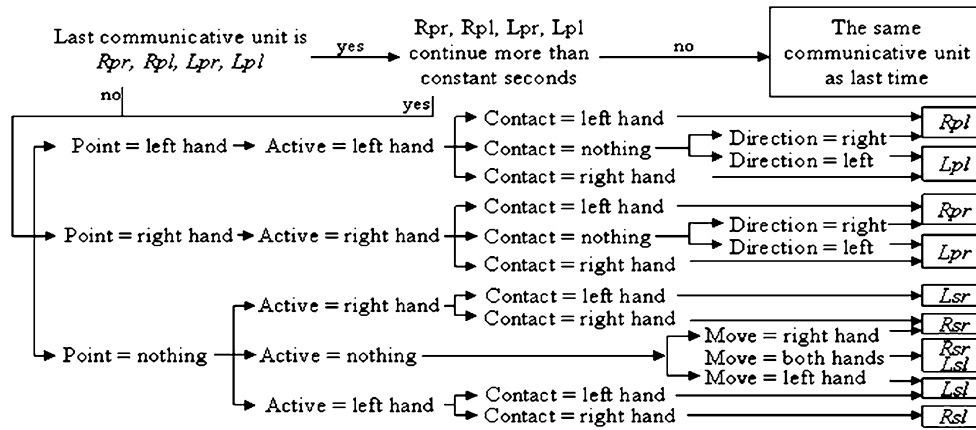 Last communicative unit is
Rpr, Rpl, Lpr, Lpl
yes
Rpr, Rpl, Lpr, Lpl
continue more than
constant seconds
no
The same
communicative unit
as last time
no
yes
Point = left hand
Active = left hand
Contact = left hand
Contact = nothing
Contact = right hand
Direction = right
Direction = left
Rpl
Lpl
Point = right hand
Active = right hand
Contact = left hand
Contact = nothing
Contact = right hand
Direction = right
Direction = left
Rpr
Lpr
Point = nothing
Active = right hand
Contact = left hand
Contact = right hand
Lsr
Rsr
Active = nothing
Move = right hand
Move = both hands
Move = left hand
Rsr
Lsl
Lsl
Active = left hand
Contact = left hand
Contact = right hand
Rsl